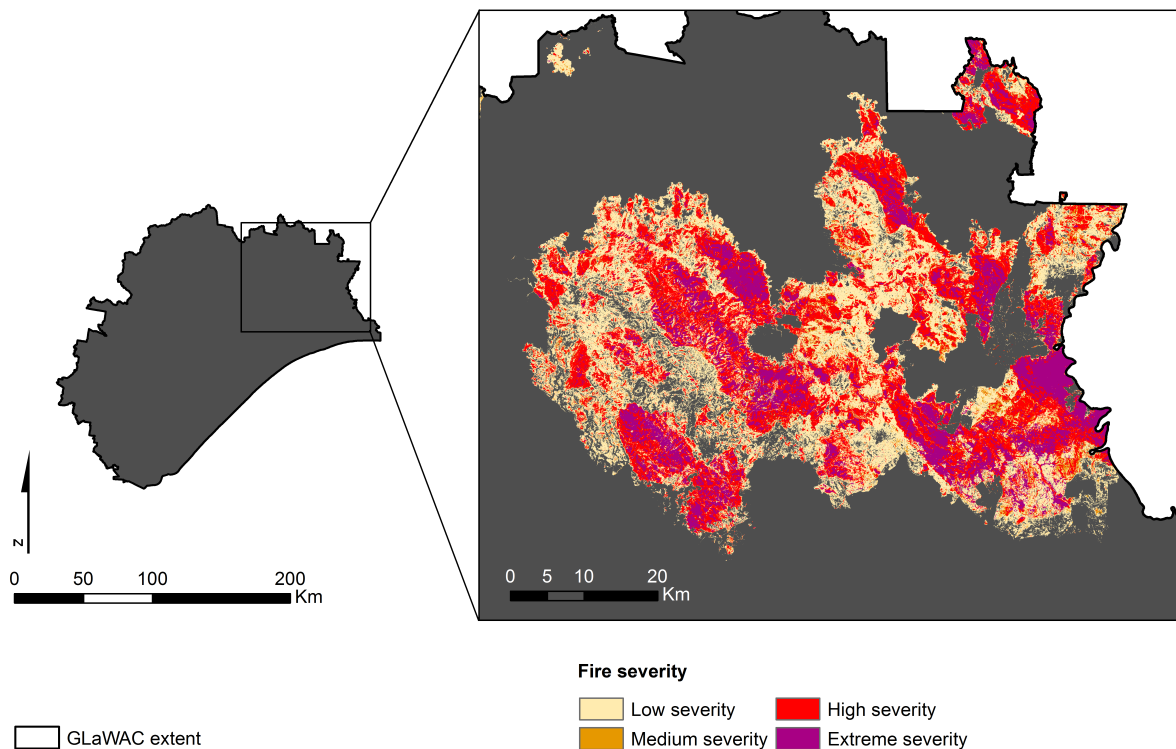 N
0 50 100 200
Km
0 5 10 20
Km
Fire severity
Low severity
High severity
GLaWAC extent
Medium severity
Extreme severity